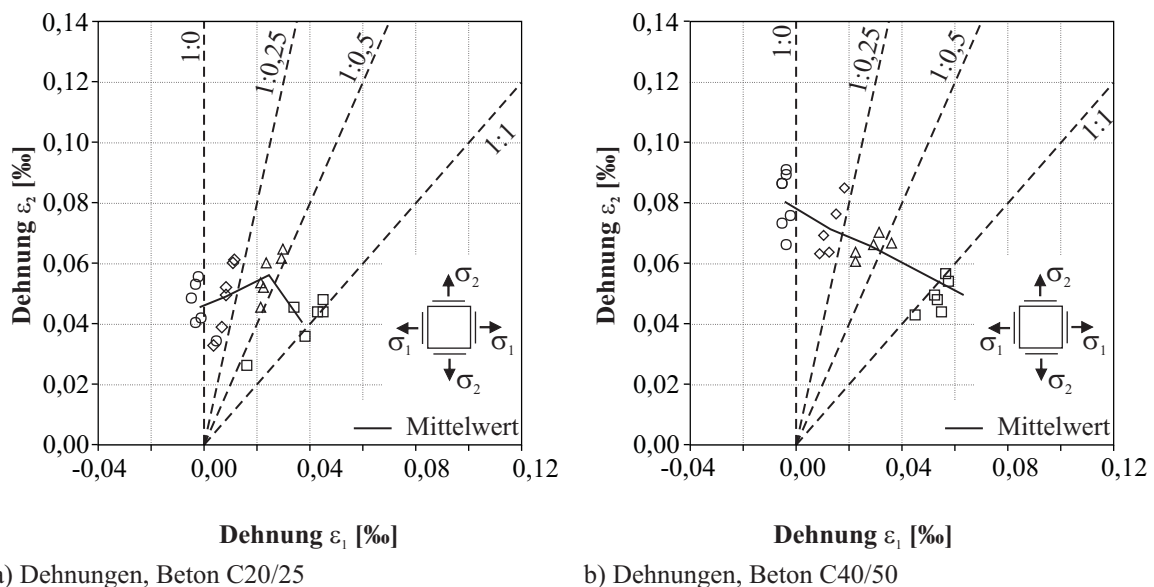 0,14
0,12
0,10
0,08
0,06
0,04
0,02
0,00
-0,04
0,00
0,04
0,08
0,12
Dehnung ε₂ [‰]
Dehnung ε₁ [‰]
1:0
1:0,25
1:0,5
1:1
σ₂
σ₁
σ₁
σ₂
Mittelwert
a) Dehnungen, Beton C20/25
0,14
0,12
0,10
0,08
0,06
0,04
0,02
0,00
-0,04
0,00
0,04
0,08
0,12
Dehnung ε₂ [‰]
Dehnung ε₁ [‰]
1:0
1:0,25
1:0,5
1:1
σ₂
σ₁
σ₁
σ₂
Mittelwert
b) Dehnungen, Beton C40/50